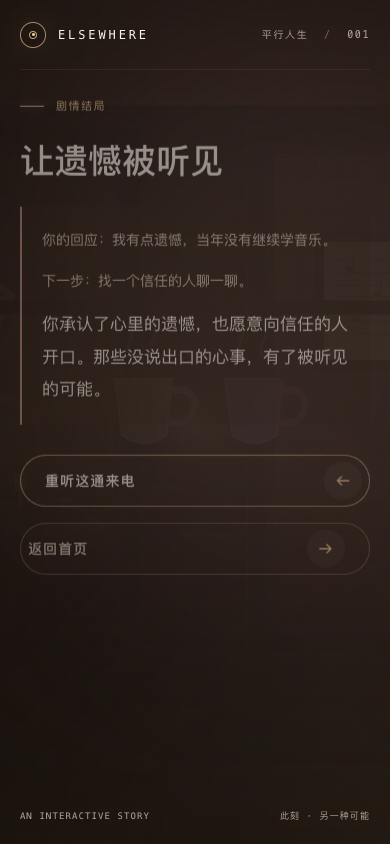 ELSEWHERE
平行人生 / 001
剧情结局
让遗憾被听见
你的回应：我有点遗憾，当年没有继续学音乐。
下一步：找一个信任的人聊一聊。
你承认了心里的遗憾，也愿意向信任的人
开口。那些没说出口的心事，有了被听见
的可能。
重听这通来电
返回首页
AN INTERACTIVE STORY
此刻 · 另一种可能